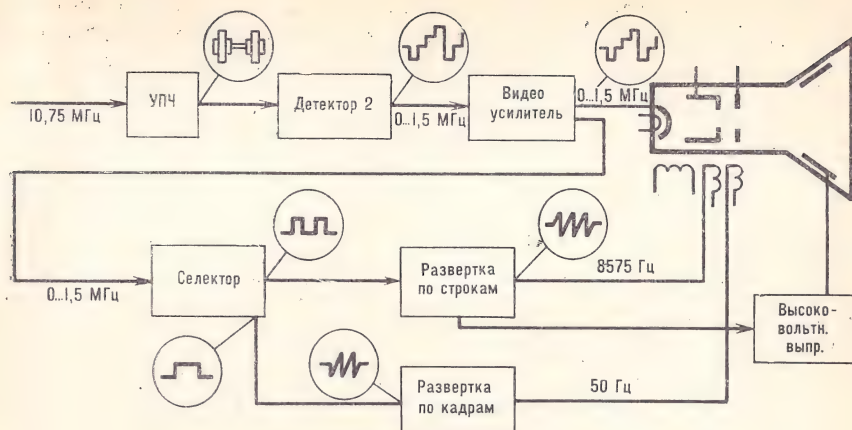 УПЧ
10,75 МГц
Детектор 2
0...1,5 МГц
Видео
усилитель
0...1,5 МГц
0...1,5 МГц
Селектор
Развертка
по строкам
8575 Гц
Высоко-
вольтн.
выпр.
Развертка
по кадрам
50 Гц